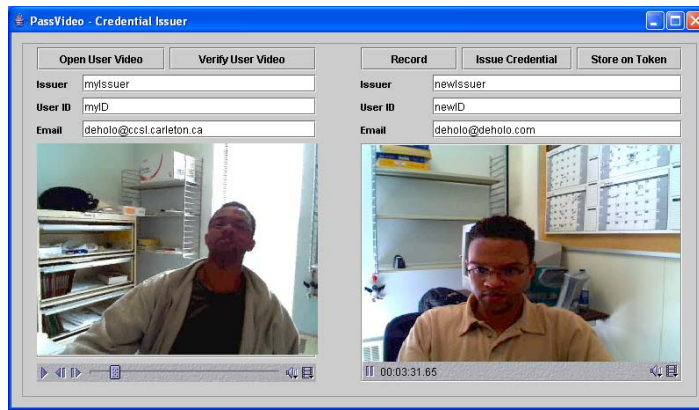 PassVideo - Credential Issuer
Open User Video Verify User Video
Issuer myIssuer
User ID myID
Email deholo@ccsl.carleton.ca
Record Issue Credential Store on Token
Issuer newIssuer
User ID newID
Email deholo@deholo.com
00:03:31.65